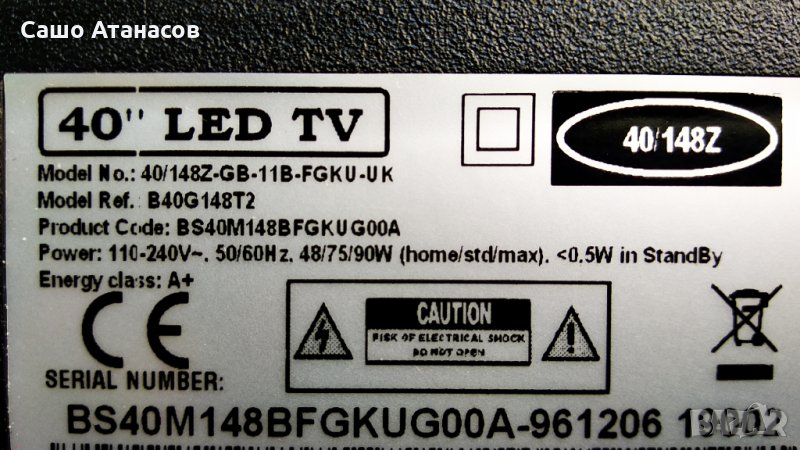 Сашо Атанасов
40" LED TV
40/148Z
Model No.: 40/148Z-GB-11B-FGKU-UK
Model Ref.: B40G148T2
Product Code: BS40M148BFGKUG00A
Power: 110-240V~, 50/60Hz, 48/75/90W (home/std/max), <0.5W in StandBy
Energy class: A+
CE
CAUTION
RISK OF ELECTRICAL SHOCK
DO NOT OPEN
SERIAL NUMBER:
BS40M148BFGKUG00A-961206